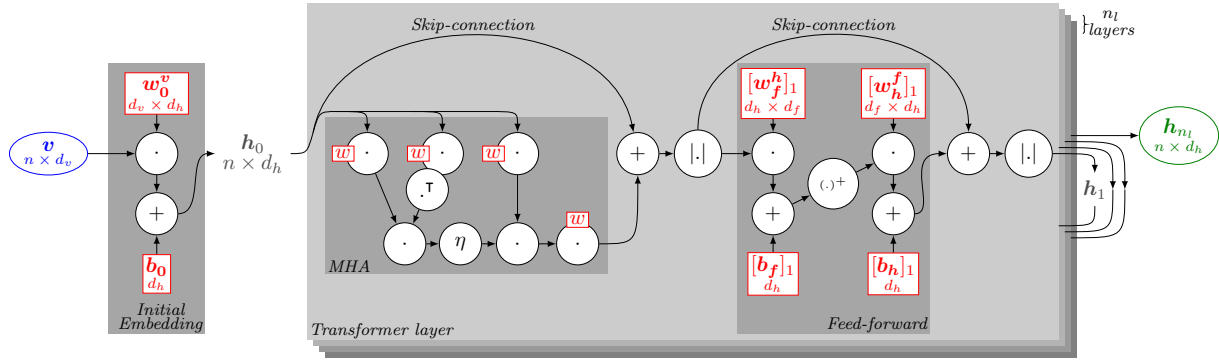 Skip-connection
Skip-connection
} n_l
layers
w_0^v
d_v × d_h
[w_f^h]_1
d_h × d_f
[w_h^f]_1
d_f × d_h
v
n × d_v
·
h_0
n × d_h
w · w · w ·
+
|.|
·
·
+
|.|
h_{n_l}
n × d_h
.⊤
(.)^+
h_1
+
w
· η · ·
+
+
b_0
d_h
MHA
[b_f]_1
d_h
[b_h]_1
d_h
Initial
Embedding
Transformer layer
Feed-forward